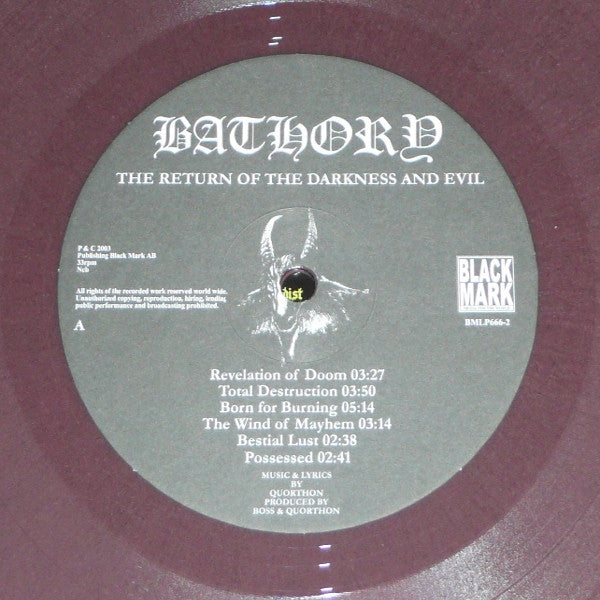 BATHORY
THE RETURN OF THE DARKNESS AND EVIL
P & C 2003
Publishing Black Mark AB
33rpm
Ncb
All rights of the recorded work reserved world wide.
Unauthorized copying, reproduction, hiring, lending,
public performance and broadcasting prohibited.
A
BLACK
MARK
BMLP666-2
Revelation of Doom 03:27
Total Destruction 03:50
Born for Burning 05:14
The Wind of Mayhem 03:14
Bestial Lust 02:38
Possessed 02:41
MUSIC & LYRICS
BY
QUORTHON
PRODUCED BY
BOSS & QUORTHON